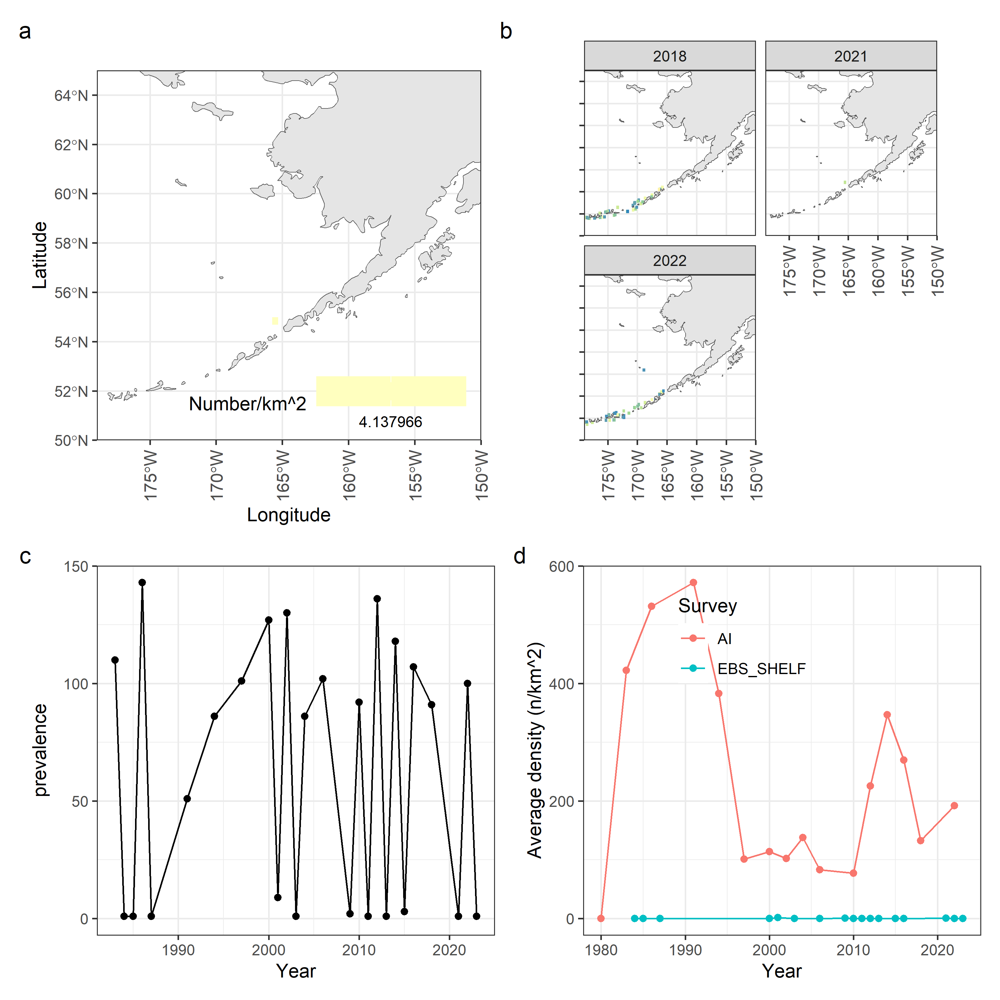 a
b
64°N
62°N
60°N
58°N
56°N
54°N
52°N
50°N
Latitude
Number/km^2
4.137966
175°W
170°W
165°W
160°W
155°W
150°W
Longitude
2018
2021
175°W
170°W
165°W
160°W
155°W
150°W
2022
175°W
170°W
165°W
160°W
155°W
150°W
c
150
100
50
0
prevalence
1990
2000
2010
2020
Year
d
600
400
200
0
Average density (n/km^2)
Survey
AI
EBS_SHELF
1980
1990
2000
2010
2020
Year